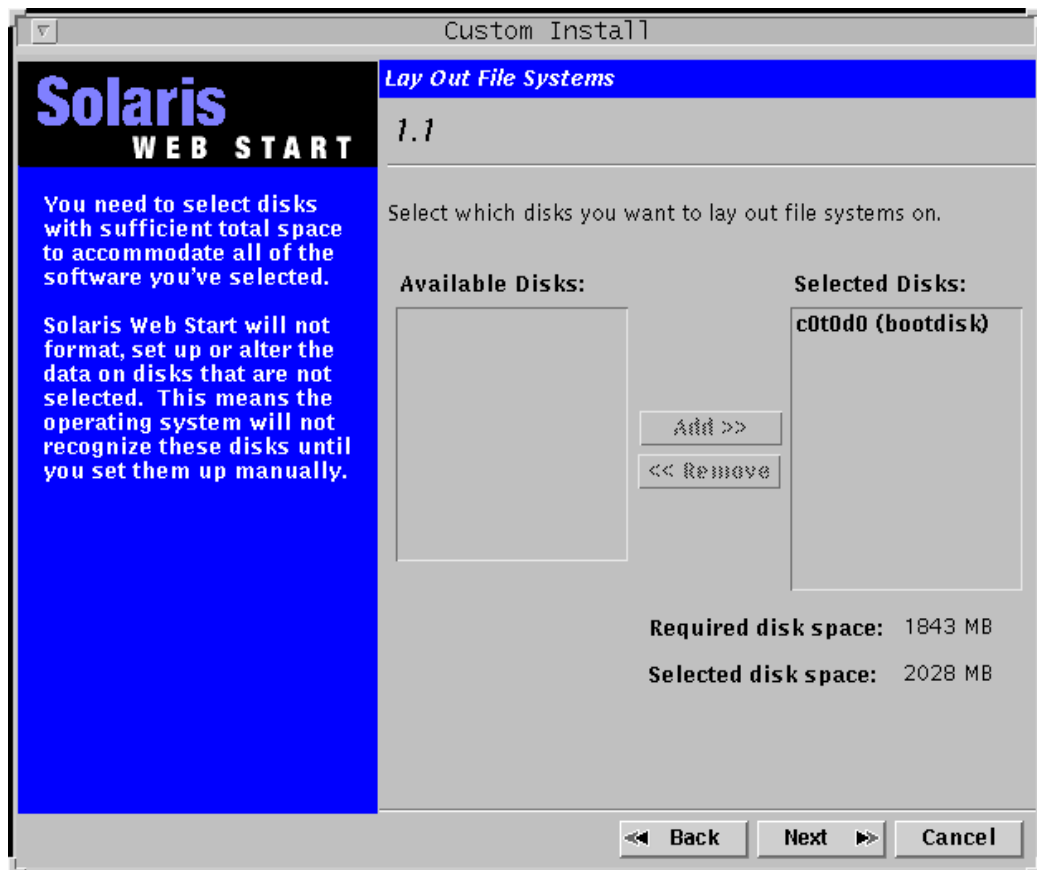 Custom Install
Solaris
WEB START
Lay Out File Systems
1.1
You need to select disks
with sufficient total space
to accommodate all of the
software you've selected.
Solaris Web Start will not
format, set up or alter the
data on disks that are not
selected. This means the
operating system will not
recognize these disks until
you set them up manually.
Select which disks you want to lay out file systems on.
Available Disks:
Selected Disks:
c0t0d0 (bootdisk)
Add >>
<< Remove
Required disk space: 1843 MB
Selected disk space: 2028 MB
Back
Next
Cancel